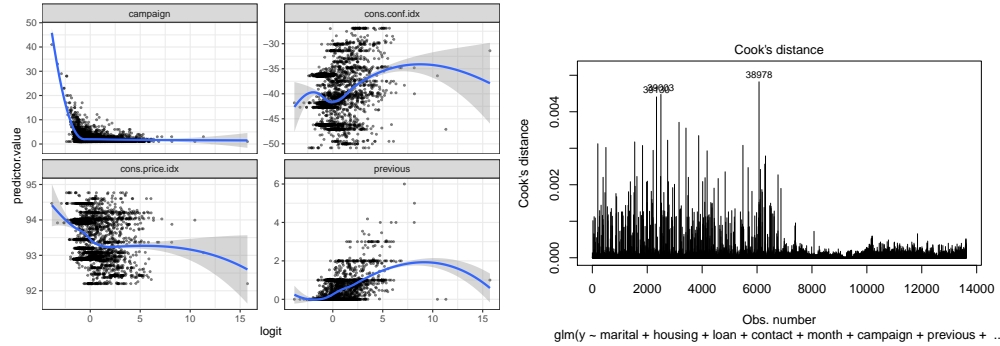 campaign
cons.conf.idx
50
40
30
20
10
0
−30
−35
−40
−45
−50
cons.price.idx
previous
95
94
93
92
6
4
2
0
0 5 10 15
0 5 10 15
predictor.value
logit
Cook's distance
38978
39003
Cook's distance
0.004
0.002
0.000
0 2000 4000 6000 8000 10000 12000 14000
Obs. number
glm(y ~ marital + housing + loan + contact + month + campaign + previous + ..